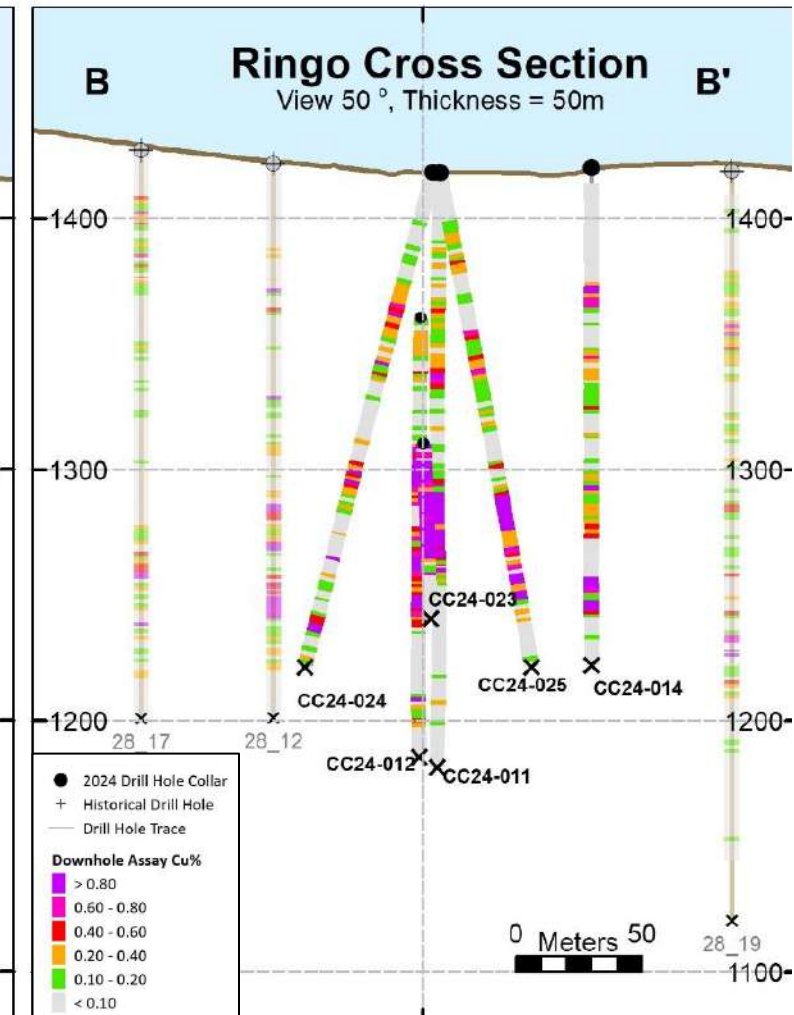 Ringo Cross Section
B
B'
View 50 °, Thickness = 50m
1400
1400
1300
1300
CC24-023
CC24-024
CC24-025
CC24-014
1200
1200
28_17
28_12
CC24-012
CC24-011
2024 Drill Hole Collar
Historical Drill Hole
Drill Hole Trace
Downhole Assay Cu%
> 0.80
0.60 - 0.80
0.40 - 0.60
0.20 - 0.40
0.10 - 0.20
< 0.10
0 Meters 50
28_19
1100